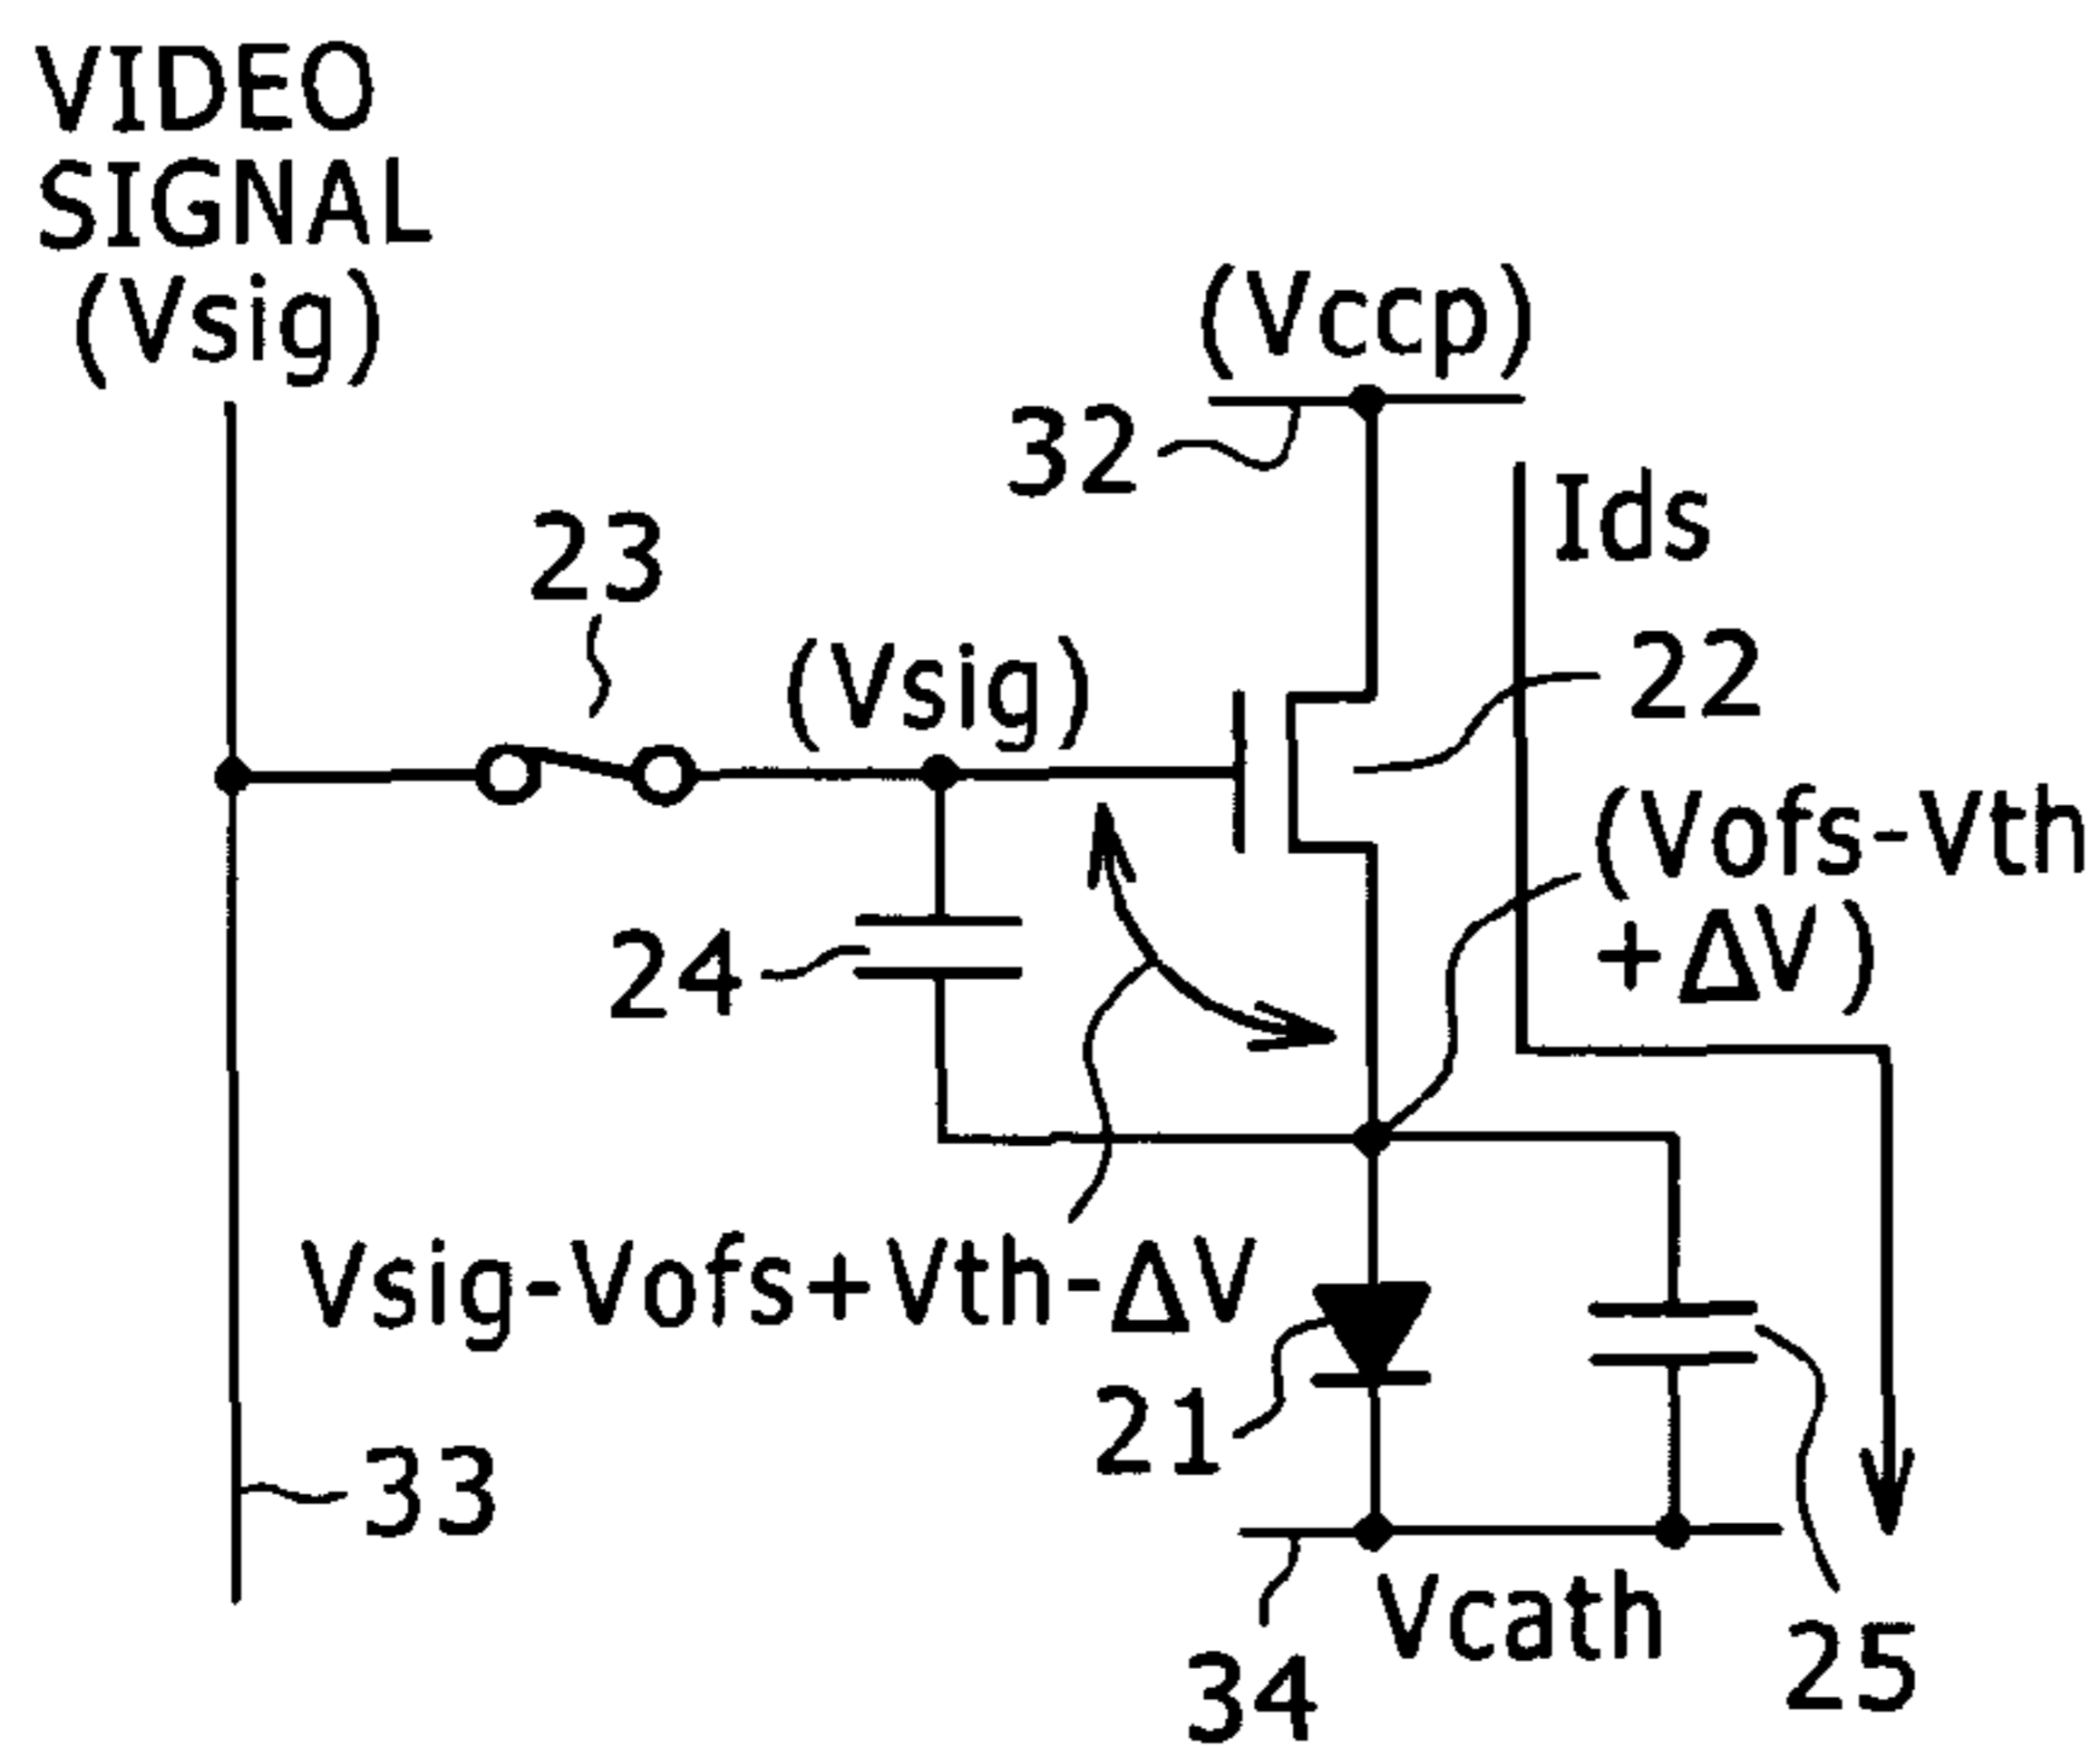 VIDEO
SIGNAL
(Vsig)
(Vccp)
32
Ids
23
22
(Vsig)
(Vofs-Vth
+ΔV)
24
Vsig-Vofs+Vth-ΔV
21
33
Vcath
34
25